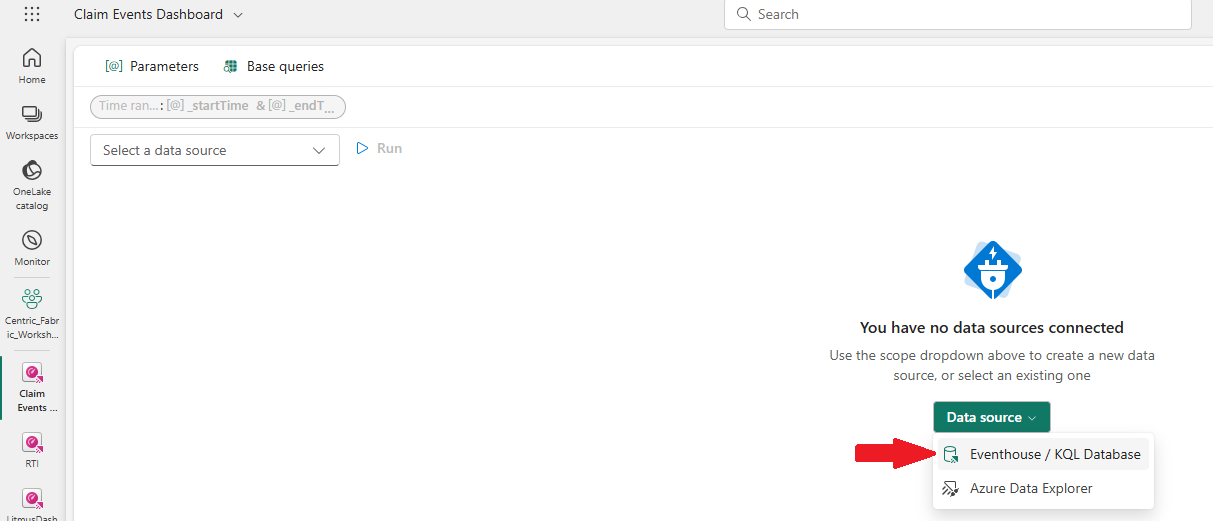 Claim Events Dashboard
Search
Home
Workspaces
OneLake
catalog
Monitor
Centric_Fabr
ic_Worksh...
Claim
Events ...
RTI
LitmusDash
Parameters
Base queries
Time ran... : [@] _startTime & [@] _endT...
Select a data source
Run
You have no data sources connected
Use the scope dropdown above to create a new data
source, or select an existing one
Data source
Eventhouse / KQL Database
Azure Data Explorer